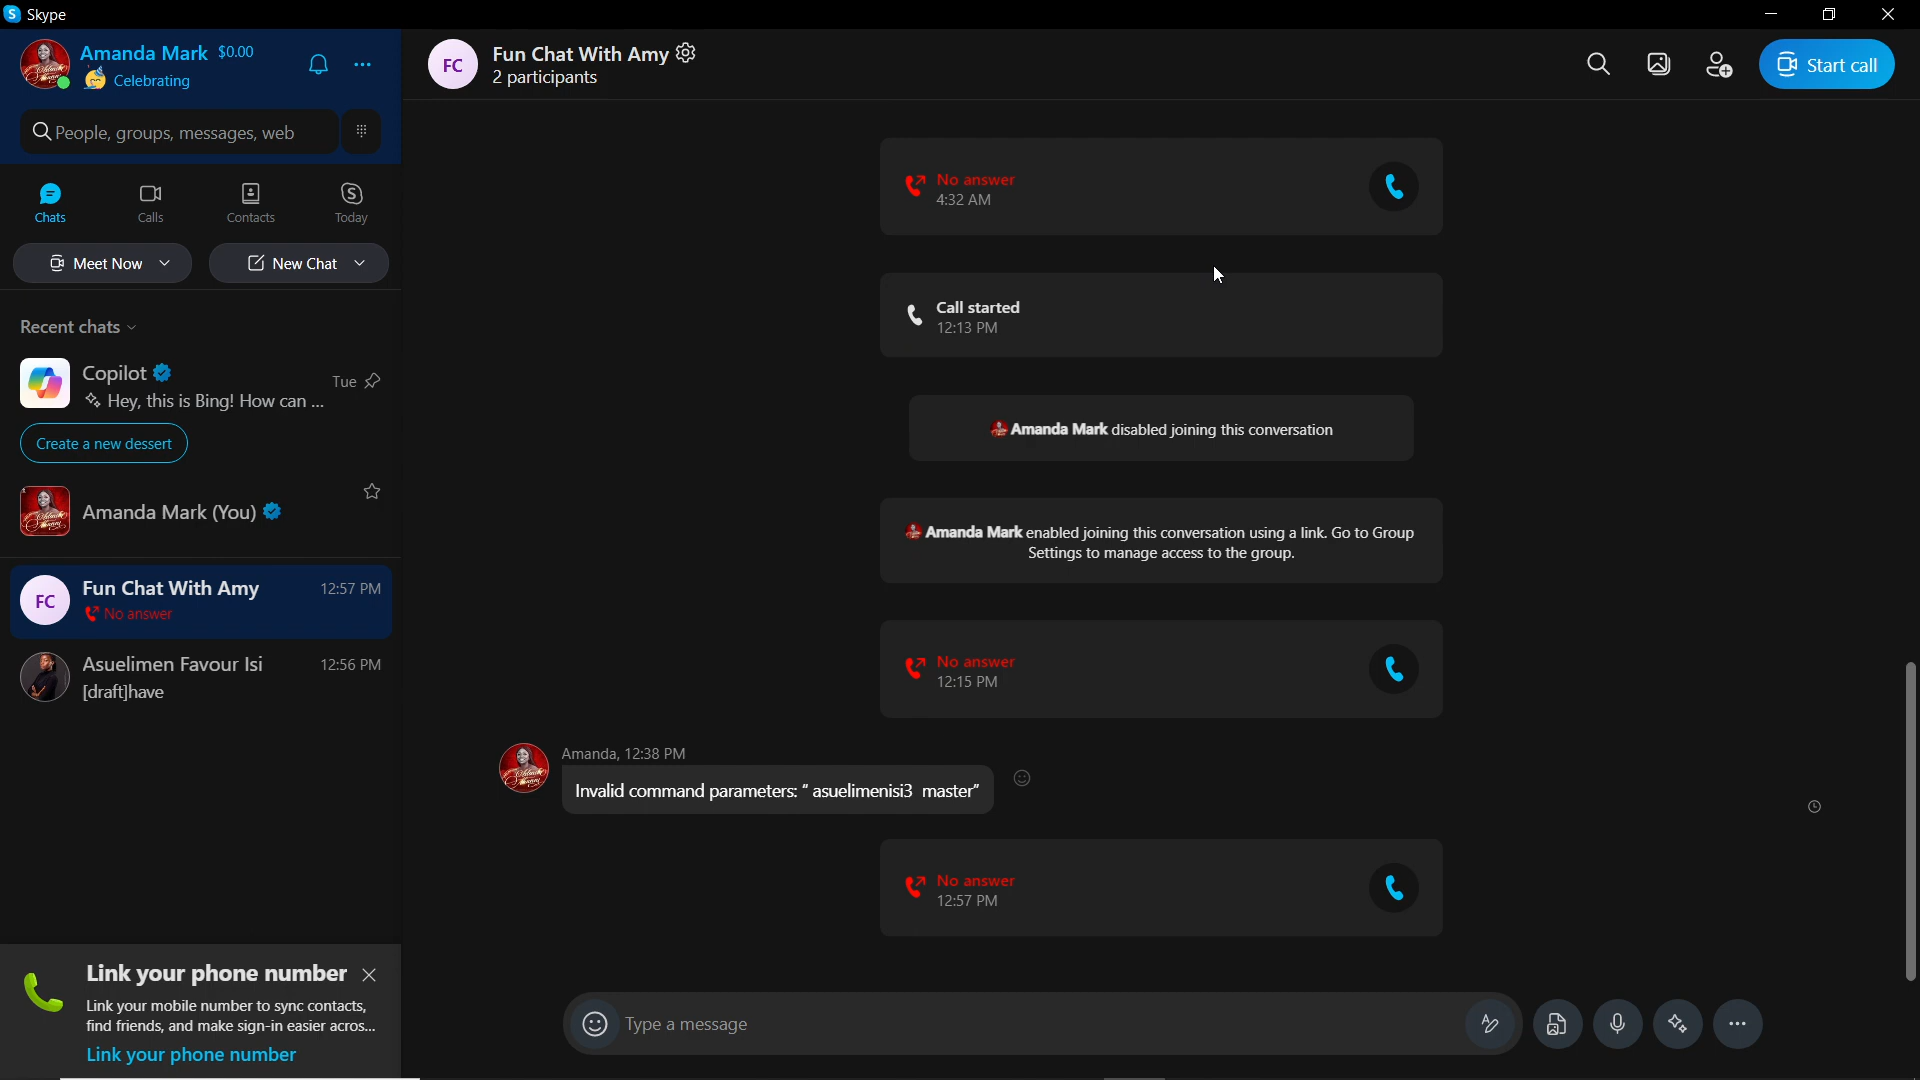 Skype
Amanda Mark $0.00
Celebrating
People, groups, messages, web
Chats
Calls
Contacts
Today
Meet Now
New Chat
Recent chats
Copilot
Tue
Hey, this is Bing! How can ...
Create a new dessert
Amanda Mark (You)
FC
Fun Chat With Amy
12:57 PM
No answer
Asuelimen Favour Isi
12:56 PM
[draft]have
Link your phone number
Link your mobile number to sync contacts,
find friends, and make sign-in easier acros...
Link your phone number
FC
Fun Chat With Amy
2 participants
Start call
No answer
4:32 AM
Call started
12:13 PM
Amanda Mark disabled joining this conversation
Amanda Mark enabled joining this conversation using a link. Go to Group
Settings to manage access to the group.
No answer
12:15 PM
Amanda, 12:38 PM
Invalid command parameters: “ asuelimenisi3  master”
No answer
12:57 PM
Type a message